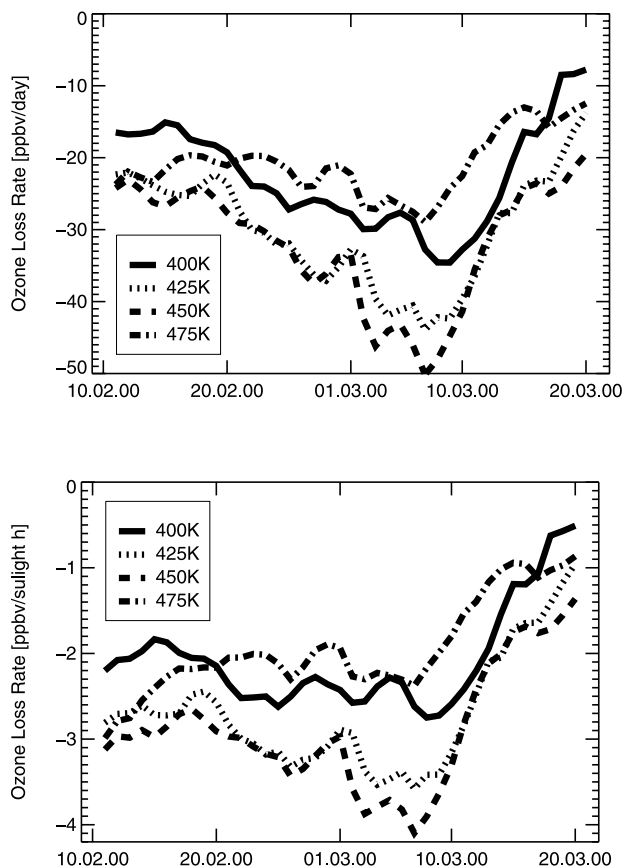 Ozone Loss Rate [ppbv/day]
0
−10
−20
−30
−40
−50
400K
425K
450K
475K
10.02.00 20.02.00 01.03.00 10.03.00 20.03.00
Ozone Loss Rate [ppbv/sulight h]
0
−1
−2
−3
−4
400K
425K
450K
475K
10.02.00 20.02.00 01.03.00 10.03.00 20.03.00